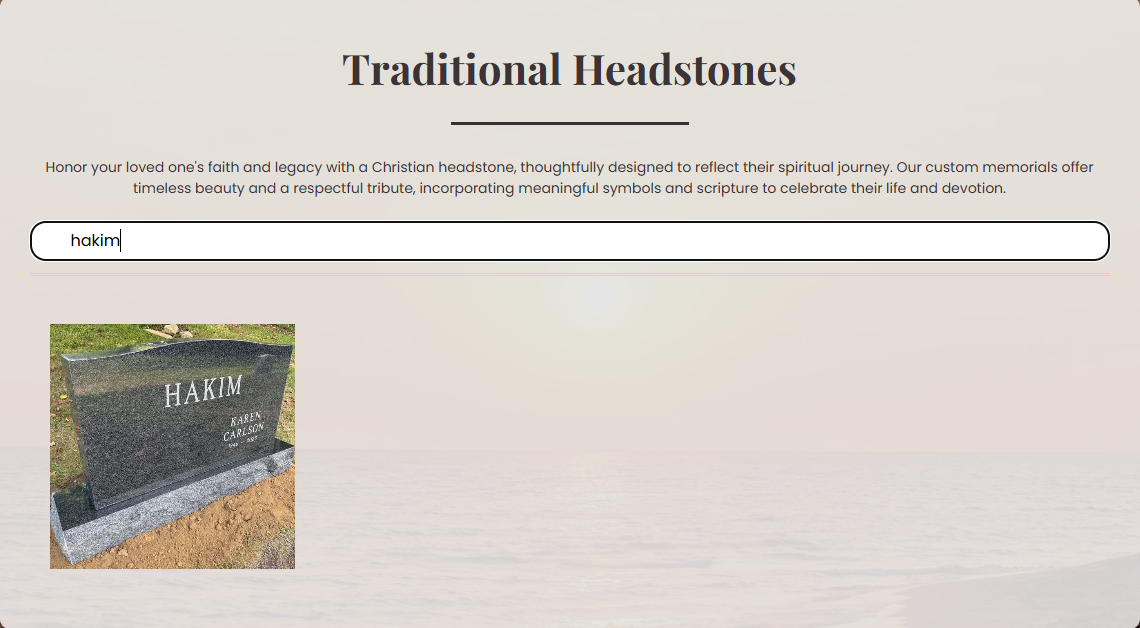 Traditional Headstones
Honor your loved one's faith and legacy with a Christian headstone, thoughtfully designed to reflect their spiritual journey. Our custom memorials offer
timeless beauty and a respectful tribute, incorporating meaningful symbols and scripture to celebrate their life and devotion.
hakim
HAKIM
KAREN
CARLSON